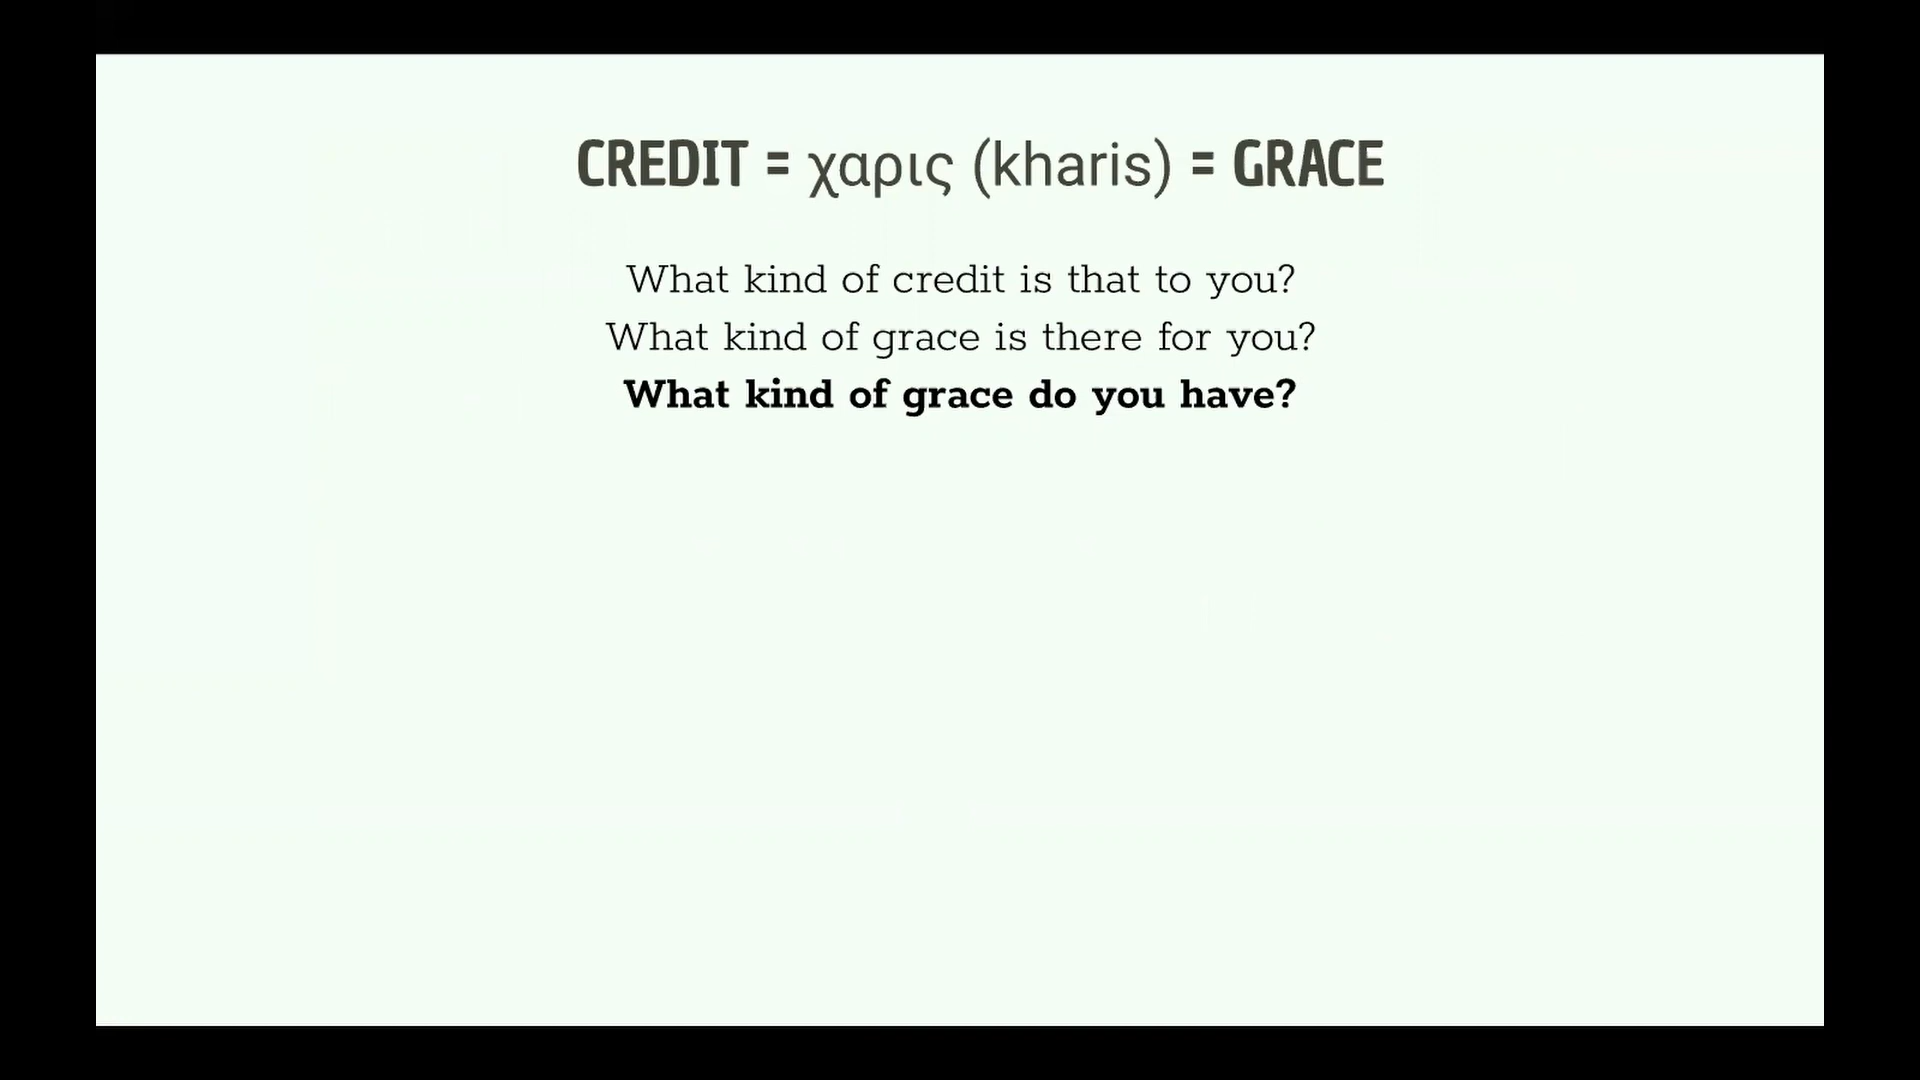 CREDIT = χαρις (kharis) = GRACE
What kind of credit is that to you?
What kind of grace is there for you?
What kind of grace do you have?